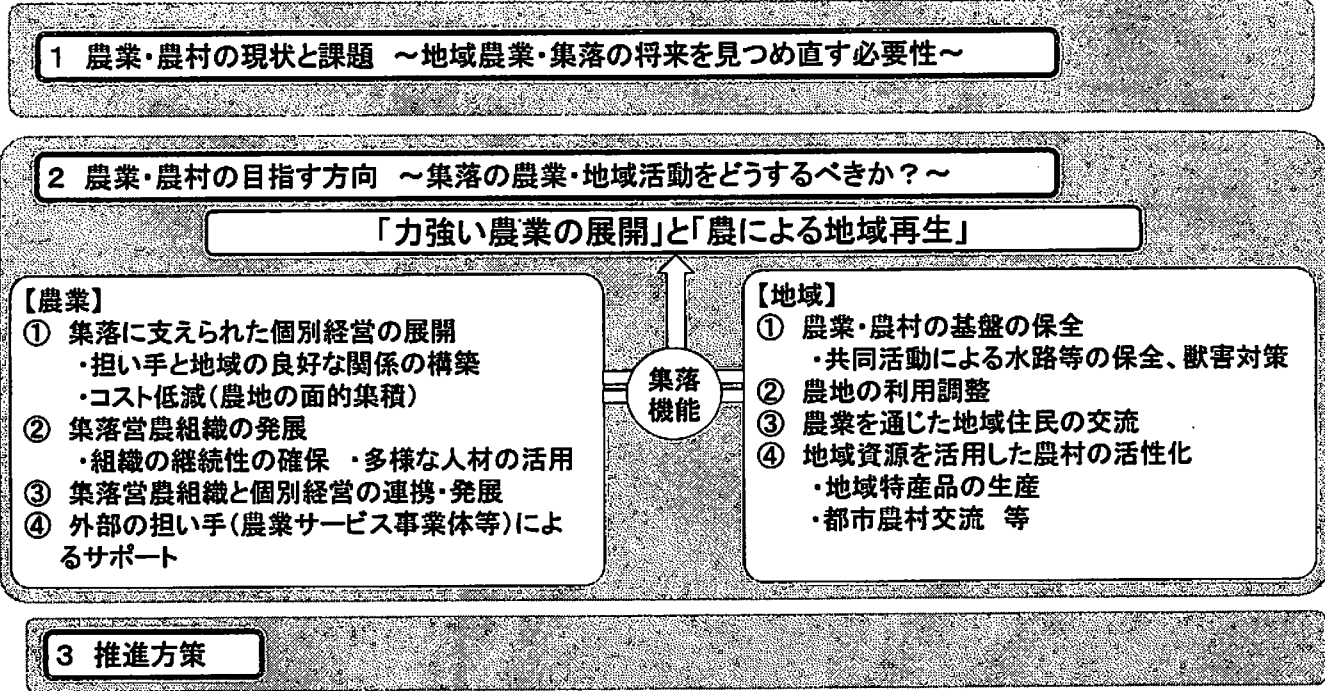 1 農業・農村の現状と課題 ～地域農業・集落の将来を見つめ直す必要性～
2 農業・農村の目指す方向 ～集落の農業・地域活動をどうするべきか？～
「力強い農業の展開」と「農による地域再生」
【農業】
① 集落に支えられた個別経営の展開
・担い手と地域の良好な関係の構築
・コスト低減（農地の面的集積）
② 集落営農組織の発展
・組織の継続性の確保 ・多様な人材の活用
③ 集落営農組織と個別経営の連携・発展
④ 外部の担い手（農業サービス事業体等）によ
るサポート
集落
機能
【地域】
① 農業・農村の基盤の保全
・共同活動による水路等の保全、獣害対策
② 農地の利用調整
③ 農業を通じた地域住民の交流
④ 地域資源を活用した農村の活性化
・地域特産品の生産
・都市農村交流 等
3 推進方策